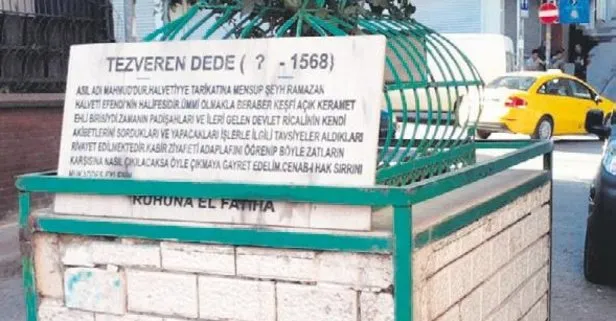 TEZVEREN DEDE ( ? - 1568)
ASIL ADI MAHMUD'DUR, HALVETİYYE TARİKATINA MENSUP ŞEYH RAMAZAN
HALVETİ EFENDİ'NİN HALİFESİDİR. ÜMMİ OLMAKLA BERABER KEŞFİ AÇIK KERAMET
EHLİ BİRİSİYDİ. ZAMANIN PADİŞAHLARI VE İLERİ GELEN DEVLET RİCALİNİN KENDİ
AKİBETLERİNİ SORDUKLARI VE YAPACAKLARI İŞLERLE İLGİLİ TAVSİYELER ALDIKLARI
RİVAYET EDİLMEKTEDİR. KABİR ZİYARETİ ADAPLARINI ÖĞRENİP BÖYLE ZATLARIN
KARŞISINA NASIL ÇIKILACAKSA ÖYLE ÇIKMAYA GAYRET EDELİM. CENAB-I HAK SIRRINI
MUKADDES EYLESİN
RUHUNA EL FATİHA